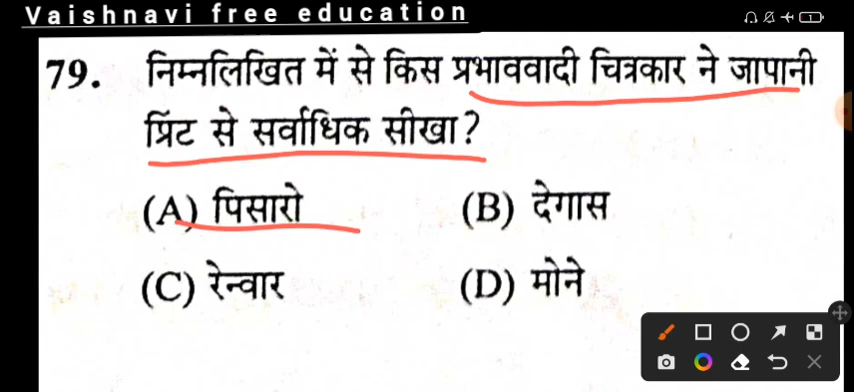 Vaishnavi free education
79. निम्नलिखित में से किस प्रभाववादी चित्रकार ने जापानी
प्रिंट से सर्वाधिक सीखा?
(A) पिसारो (B) देगास
(C) रेन्वार (D) मोने